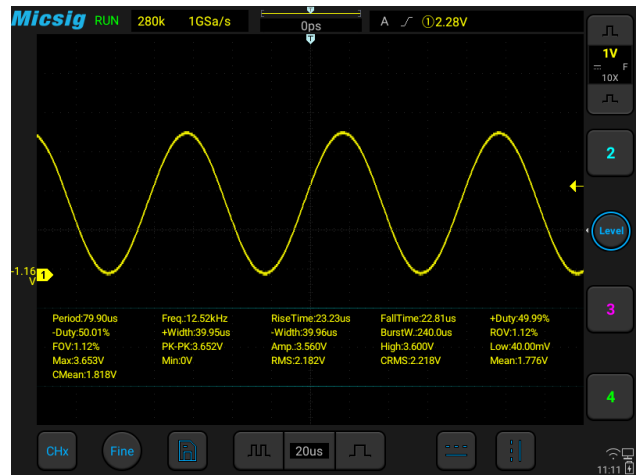 Micsig RUN 280k 1GSa/s 0ps A ①2.28V
T
T
1V
F
10X
2
Level
-1.16
V
1
3
Period:79.90us Freq.:12.52kHz RiseTime:23.23us FallTime:22.81us +Duty:49.99%
-Duty:50.01% +Width:39.95us -Width:39.96us BurstW.:240.0us ROV:1.12%
FOV:1.12% PK-PK:3.652V Amp.:3.560V High:3.600V Low:40.00mV
Max:3.653V Min:0V RMS:2.182V CRMS:2.218V Mean:1.776V
CMean:1.818V
4
CHx Fine 20us
11:11